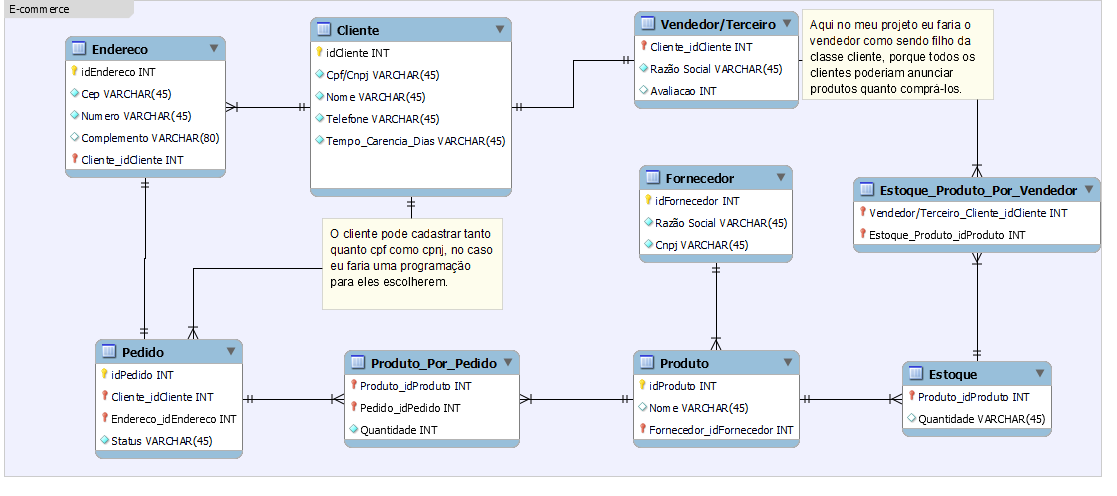 E-commerce
Endereco
idEndereco INT
Cep VARCHAR(45)
Numero VARCHAR(45)
Complemento VARCHAR(80)
Cliente_idCliente INT
Cliente
idCliente INT
Cpf/Cnpj VARCHAR(45)
Nome VARCHAR(45)
Telefone VARCHAR(45)
Tempo_Carencia_Dias VARCHAR(45)
Vendedor/Terceiro
Cliente_idCliente INT
Razão Social VARCHAR(45)
Avaliacao INT
Aqui no meu projeto eu faria o
vendedor como sendo filho da
classe cliente, porque todos os
clientes poderiam anunciar
produtos quanto comprá-los.
Fornecedor
idFornecedor INT
Razão Social VARCHAR(45)
Cnpj VARCHAR(45)
Estoque_Produto_Por_Vendedor
Vendedor/Terceiro_Cliente_idCliente INT
Estoque_Produto_idProduto INT
O cliente pode cadastrar tanto
quanto cpf como cpnj, no caso
eu faria uma programação
para eles escolherem.
Pedido
idPedido INT
Cliente_idCliente INT
Endereco_idEndereco INT
Status VARCHAR(45)
Produto_Por_Pedido
Produto_idProduto INT
Pedido_idPedido INT
Quantidade INT
Produto
idProduto INT
Nome VARCHAR(45)
Fornecedor_idFornecedor INT
Estoque
Produto_idProduto INT
Quantidade VARCHAR(45)